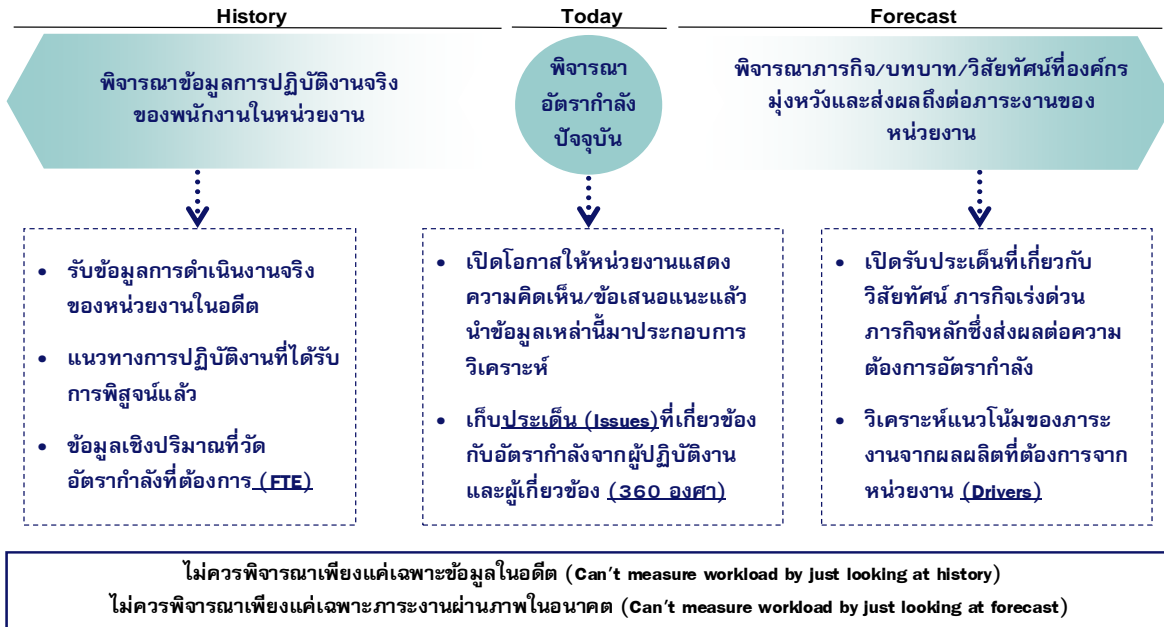 History
Today
Forecast
พิจารณาข้อมูลการปฏิบัติงานจริง
ของพนักงานในหน่วยงาน
พิจารณา
อัตรากำลัง
ปัจจุบัน
พิจารณาภารกิจ/บทบาท/วิสัยทัศน์ที่องค์กร
มุ่งหวังและส่งผลถึงต่อภาระงานของ
หน่วยงาน
• รับข้อมูลการดำเนินงานจริง
ของหน่วยงานในอดีต
• แนวทางการปฏิบัติงานที่ได้รับ
การพิสูจน์แล้ว
• ข้อมูลเชิงปริมาณที่วัด
อัตรากำลังที่ต้องการ (FTE)
• เปิดโอกาสให้หน่วยงานแสดง
ความคิดเห็น/ข้อเสนอแนะแล้ว
นำข้อมูลเหล่านี้มาประกอบการ
วิเคราะห์
• เก็บประเด็น (Issues)ที่เกี่ยวข้อง
กับอัตรากำลังจากผู้ปฏิบัติงาน
และผู้เกี่ยวข้อง (360 องศา)
• เปิดรับประเด็นที่เกี่ยวกับ
วิสัยทัศน์ ภารกิจเร่งด่วน
ภารกิจหลักซึ่งส่งผลต่อความ
ต้องการอัตรากำลัง
• วิเคราะห์แนวโน้มของภาระ
งานจากผลผลิตที่ต้องการจาก
หน่วยงาน (Drivers)
ไม่ควรพิจารณาเพียงแค่เฉพาะข้อมูลในอดีต (Can't measure workload by just looking at history)
ไม่ควรพิจารณาเพียงแค่เฉพาะภาระงานผ่านภาพในอนาคต (Can't measure workload by just looking at forecast)